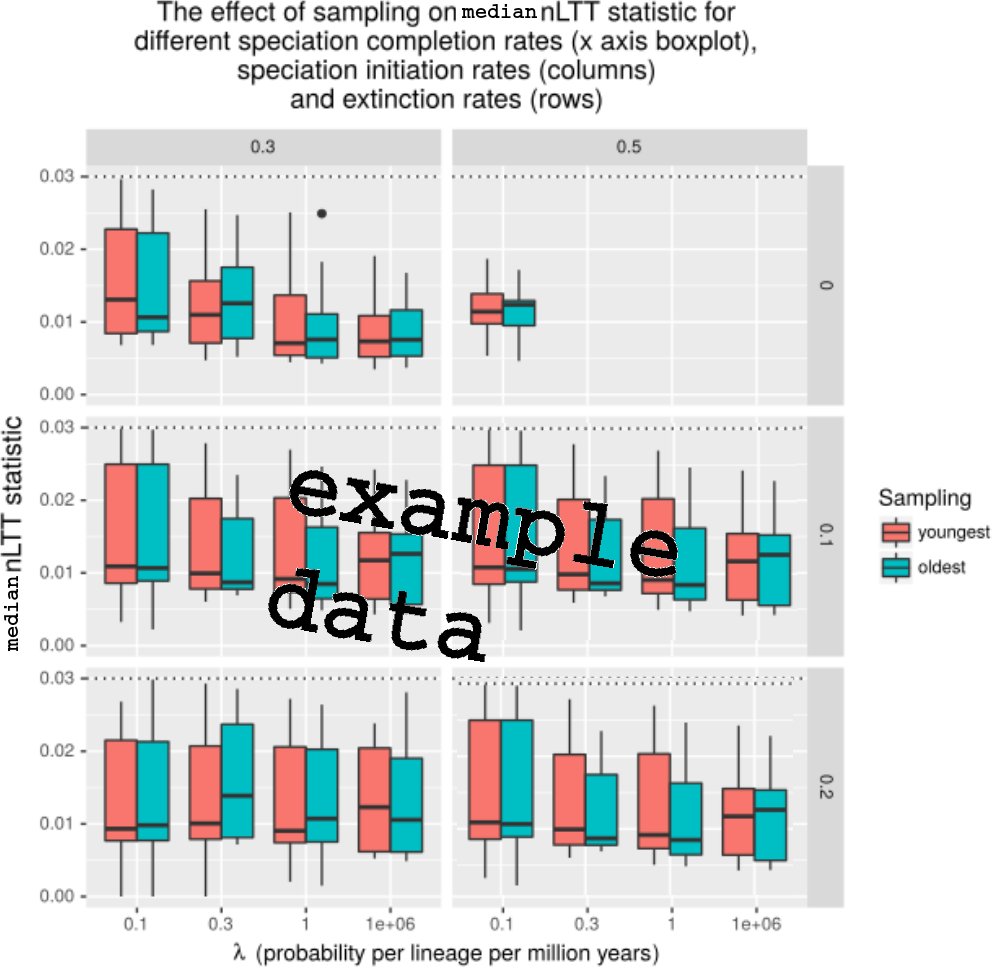 The effect of sampling on median nLTT statistic for
different speciation completion rates (x axis boxplot),
speciation initiation rates (columns)
and extinction rates (rows)
0.3
0.5
0.03
0.02
0.01
0.00
0
0.03
0.02
0.01
0.00
0.1
0.03
0.02
0.01
0.00
0.2
median nLTT statistic
example
data
Sampling
youngest
oldest
0.1 0.3 1 1e+06
0.1 0.3 1 1e+06
λ (probability per lineage per million years)